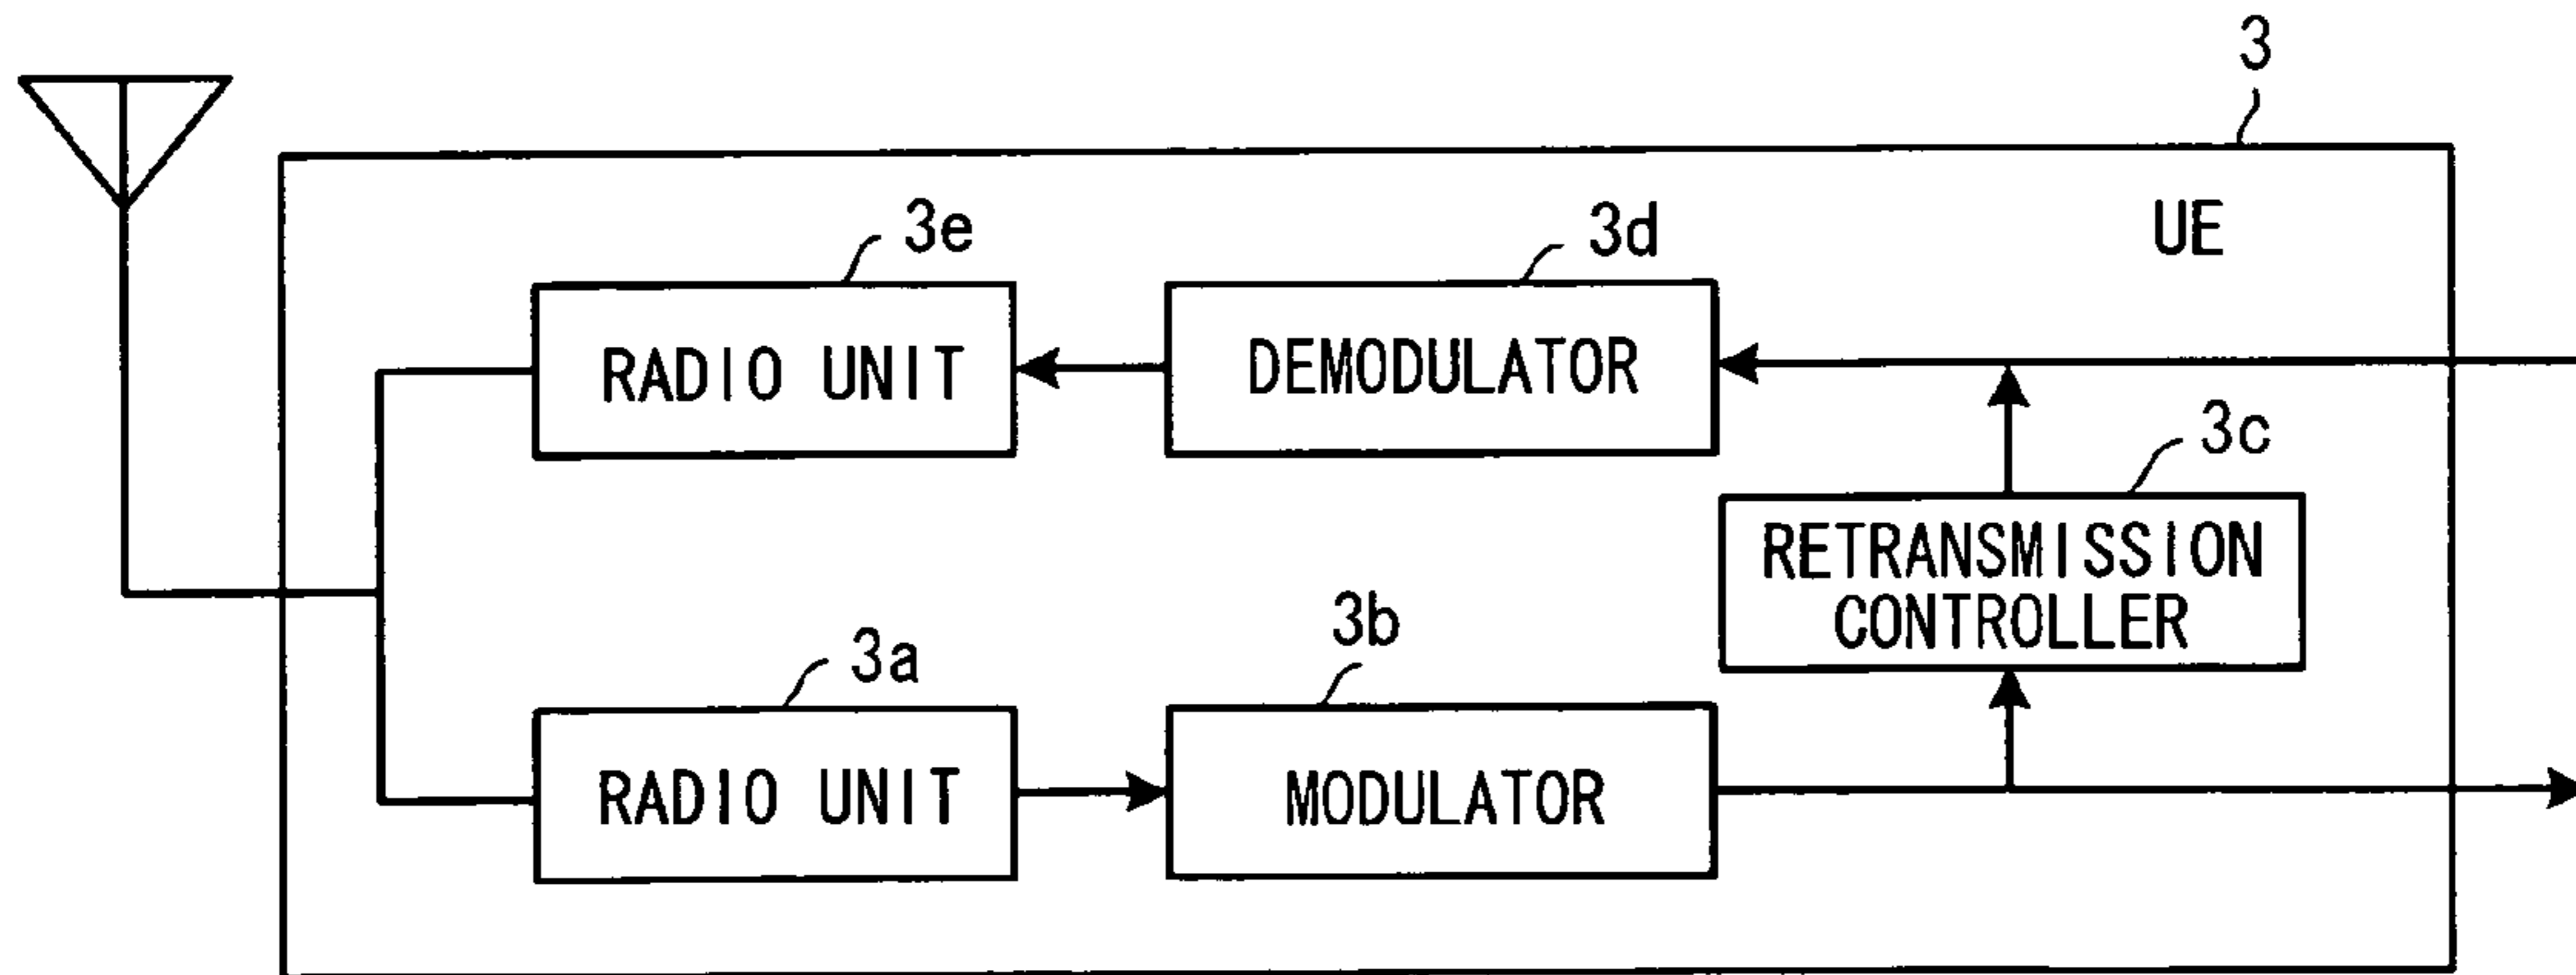 3
UE
3e
3d
RADIO UNIT
DEMODULATOR
3c
RETRANSMISSION
CONTROLLER
3a
3b
RADIO UNIT
MODULATOR